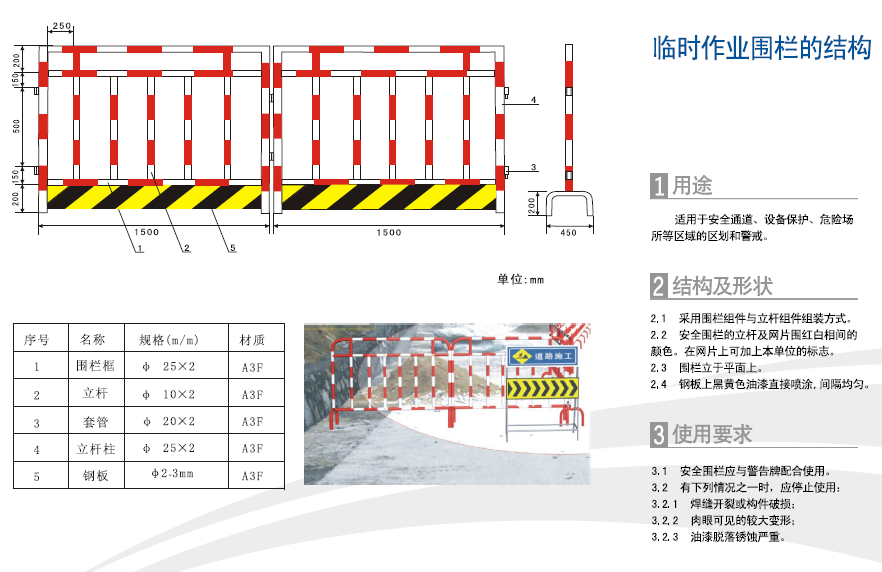 临时作业围栏的结构
250
200
150
500
150
200
4
3
1500
1500
1
2
5
200
450
单位:mm
序号 名称 规格(m/m) 材质
1 围栏框 φ 25×2 A3F
2 立杆 φ 10×2 A3F
3 套管 φ 20×2 A3F
4 立杆柱 φ 25×2 A3F
5 钢板 φ2-3mm A3F
道路施工
1 用途
适用于安全通道、设备保护、危险场
所等区域的区划和警戒。
2 结构及形状
2.1 采用围栏组件与立杆组件组装方式。
2.2 安全围栏的立杆及网片围红白相间的
颜色。在网片上可加上本单位的标志。
2.3 围栏立于平面上。
2,4 钢板上黑黄色油漆直接喷涂,间隔均匀。
3 使用要求
3.1 安全围栏应与警告牌配合使用。
3.2 有下列情况之一时，应停止使用：
3.2.1 焊缝开裂或构件破损；
3.2.2 肉眼可见的较大变形；
3.2.3 油漆脱落锈蚀严重。